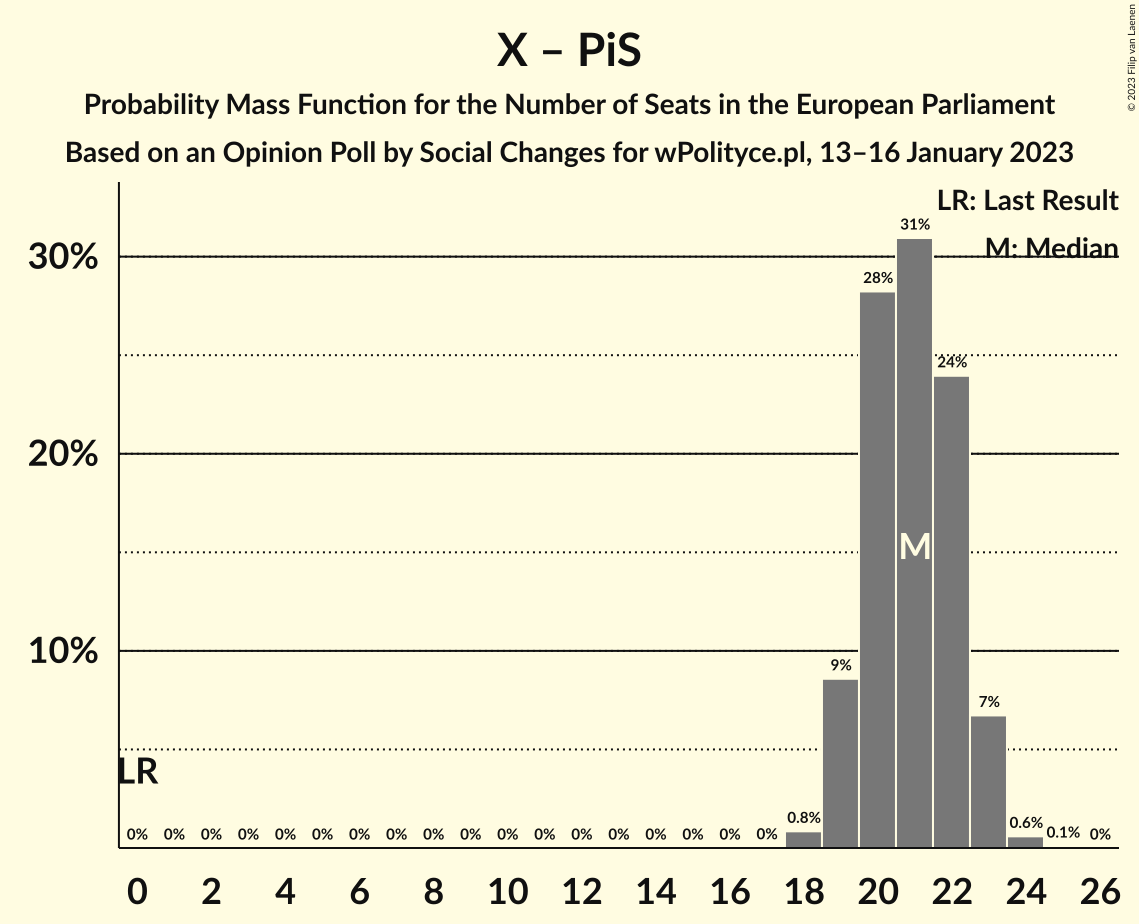 X – PiS
Probability Mass Function for the Number of Seats in the European Parliament
Based on an Opinion Poll by Social Changes for wPolityce.pl, 13–16 January 2023
© 2023 Filip van Laenen
LR: Last Result
M: Median
30%
20%
10%
31%
28%
24%
9%
7%
M
LR
0% 0% 0% 0% 0% 0% 0% 0% 0% 0% 0% 0% 0% 0% 0% 0% 0% 0% 0.8% 0.6% 0.1% 0%
0 2 4 6 8 10 12 14 16 18 20 22 24 26